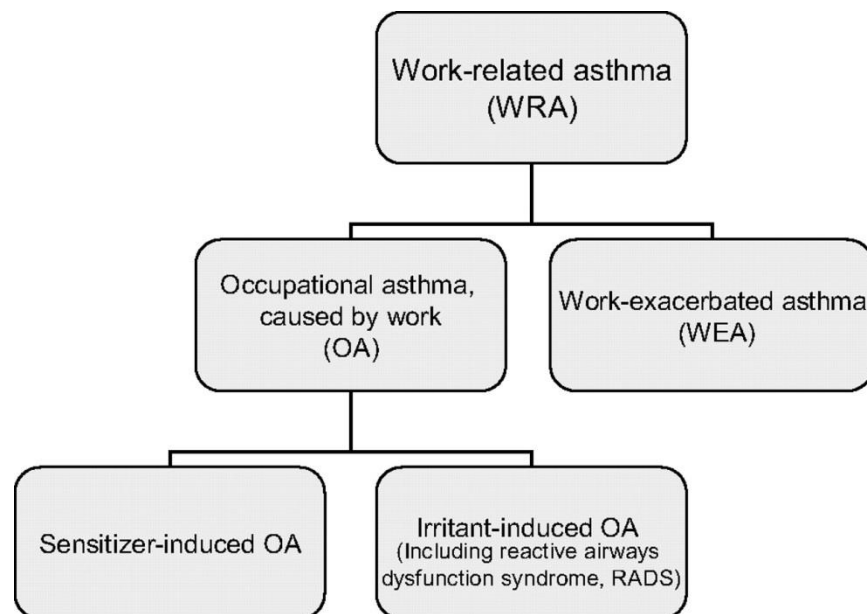 Work-related asthma
(WRA)
Occupational asthma,
caused by work
(OA)
Work-exacerbated asthma
(WEA)
Sensitizer-induced OA
Irritant-induced OA
(Including reactive airways
dysfunction syndrome, RADS)